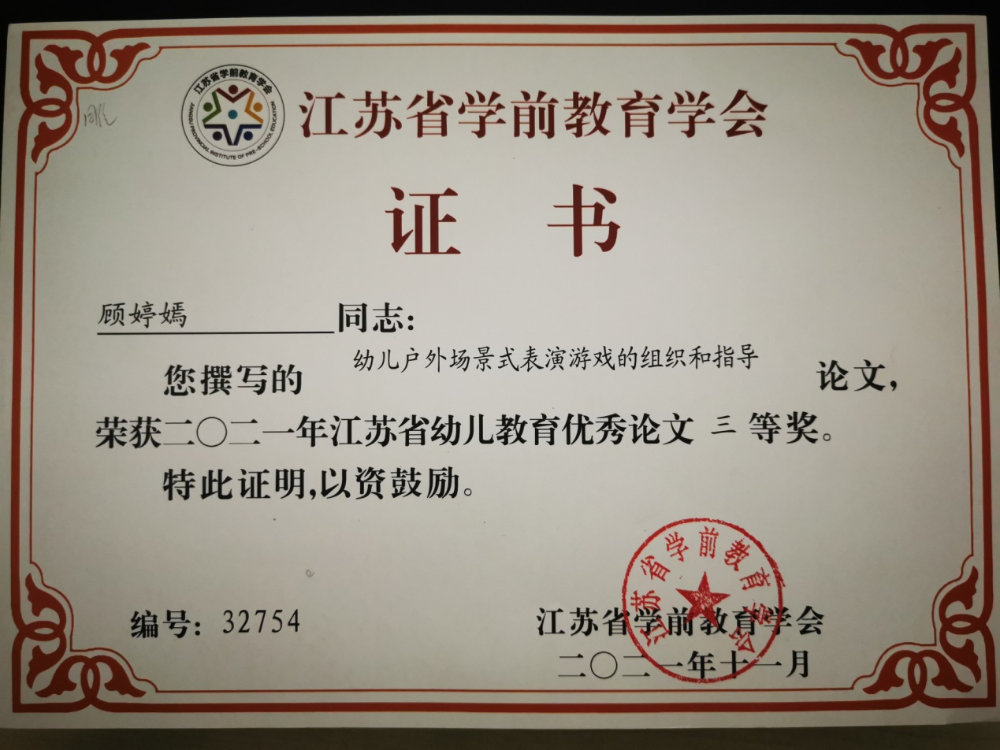 江苏省学前教育学会
JIANGSU PROVINCIAL INSTITUTE OF PRE-SCHOOL EDUCATION
江苏省学前教育学会
证书
顾婷嫣同志:
您撰写的 幼儿户外场景式表演游戏的组织和指导 论文,
荣获二〇二一年江苏省幼儿教育优秀论文 三 等奖。
特此证明,以资鼓励。
编号: 32754
江苏省学前教育学会
二〇二一年十一月
江苏省学前教育学会